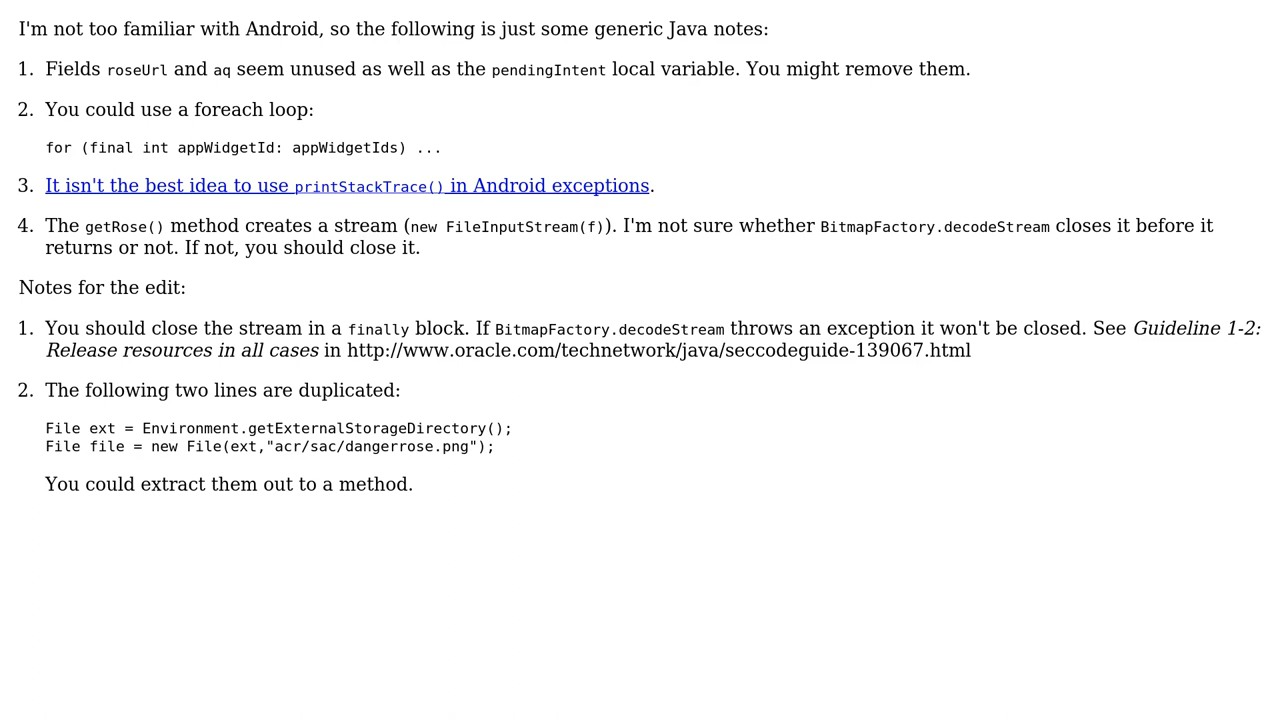 I'm not too familiar with Android, so the following is just some generic Java notes:
1. Fields roseUrl and aq seem unused as well as the pendingIntent local variable. You might remove them.
2. You could use a foreach loop:
for (final int appWidgetId: appWidgetIds) ...
3. It isn't the best idea to use printStackTrace() in Android exceptions.
4. The getRose() method creates a stream (new FileInputStream(f)). I'm not sure whether BitmapFactory.decodeStream closes it before it
returns or not. If not, you should close it.
Notes for the edit:
1. You should close the stream in a finally block. If BitmapFactory.decodeStream throws an exception it won't be closed. See Guideline 1-2:
Release resources in all cases in http://www.oracle.com/technetwork/java/seccodeguide-139067.html
2. The following two lines are duplicated:
File ext = Environment.getExternalStorageDirectory();
File file = new File(ext,"acr/sac/dangerrose.png");
You could extract them out to a method.